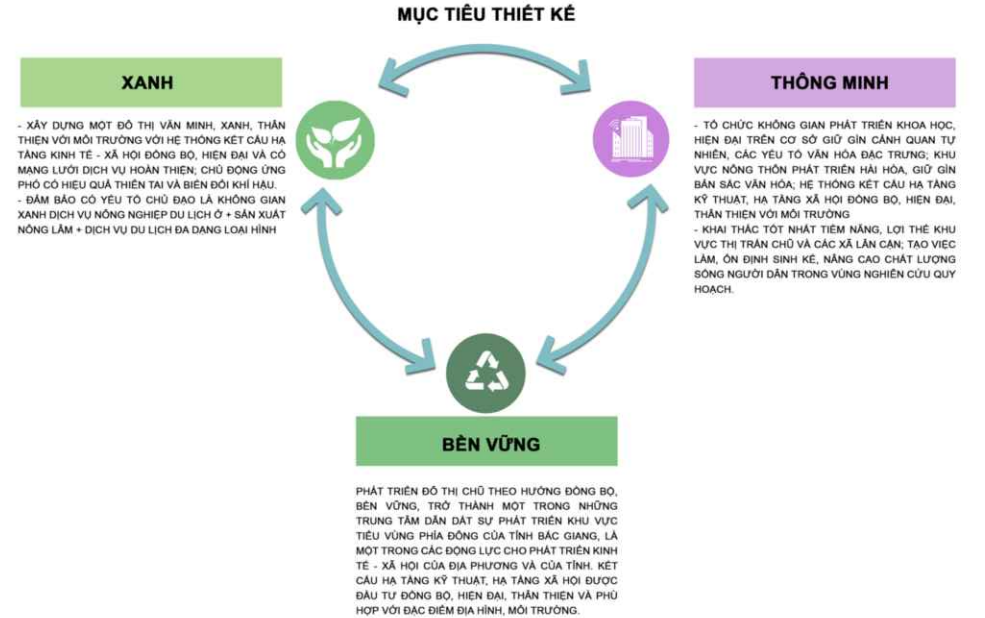 MỤC TIÊU THIẾT KẾ
XANH
- XÂY DỰNG MỘT ĐÔ THỊ VĂN MINH, XANH, THÂN
THIỆN VỚI MÔI TRƯỜNG VỚI HỆ THỐNG KẾT CẤU HẠ
TẦNG KINH TẾ - XÃ HỘI ĐỒNG BỘ, HIỆN ĐẠI VÀ CÓ
MẠNG LƯỚI DỊCH VỤ HOÀN THIỆN; CHỦ ĐỘNG ỨNG
PHÓ CÓ HIỆU QUẢ THIÊN TAI VÀ BIẾN ĐỔI KHÍ HẬU.
- ĐẢM BẢO CÓ YẾU TỐ CHỦ ĐẠO LÀ KHÔNG GIAN
XANH DỊCH VỤ NÔNG NGHIỆP DU LỊCH Ở + SẢN XUẤT
NÔNG LÂM + DỊCH VỤ DU LỊCH ĐA DẠNG LOẠI HÌNH
THÔNG MINH
- TỔ CHỨC KHÔNG GIAN PHÁT TRIỂN KHOA HỌC,
HIỆN ĐẠI TRÊN CƠ SỞ GIỮ GÌN CẢNH QUAN TỰ
NHIÊN, CÁC YẾU TỐ VĂN HÓA ĐẶC TRƯNG; KHU
VỰC NÔNG THÔN PHÁT TRIỂN HÀI HÒA, GIỮ GÌN
BẢN SẮC VĂN HÓA; HỆ THỐNG KẾT CẤU HẠ TẦNG
KỸ THUẬT, HẠ TẦNG XÃ HỘI ĐỒNG BỘ, HIỆN ĐẠI,
THÂN THIỆN VỚI MÔI TRƯỜNG
- KHAI THÁC TỐT NHẤT TIỀM NĂNG, LỢI THẾ KHU
VỰC THỊ TRẤN CHŨ VÀ CÁC XÃ LÂN CẬN; TẠO VIỆC
LÀM, ỔN ĐỊNH SINH KẾ, NÂNG CAO CHẤT LƯỢNG
SỐNG NGƯỜI DÂN TRONG VÙNG NGHIÊN CỨU QUY
HOẠCH.
BỀN VỮNG
PHÁT TRIỂN ĐÔ THỊ CHŨ THEO HƯỚNG ĐỒNG BỘ,
BỀN VỮNG, TRỞ THÀNH MỘT TRONG NHỮNG
TRUNG TÂM DẪN DẮT SỰ PHÁT TRIỂN KHU VỰC
TIỂU VÙNG PHÍA ĐÔNG CỦA TỈNH BẮC GIANG, LÀ
MỘT TRONG CÁC ĐỘNG LỰC CHO PHÁT TRIỂN KINH
TẾ - XÃ HỘI CỦA ĐỊA PHƯƠNG VÀ CỦA TỈNH. KẾT
CẤU HẠ TẦNG KỸ THUẬT, HẠ TẦNG XÃ HỘI ĐƯỢC
ĐẦU TƯ ĐỒNG BỘ, HIỆN ĐẠI, THÂN THIỆN VÀ PHÙ
HỢP VỚI ĐẶC ĐIỂM ĐỊA HÌNH, MÔI TRƯỜNG.